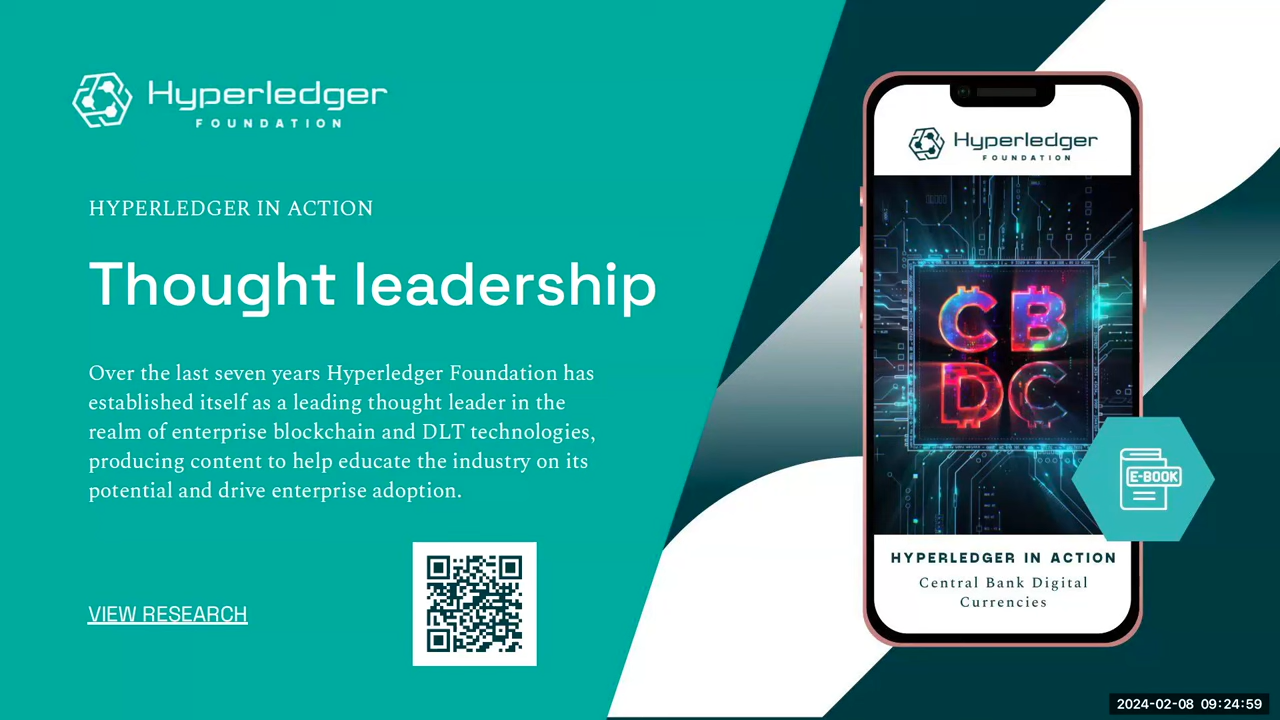 Hyperledger
FOUNDATION
HYPERLEDGER IN ACTION
Thought leadership
Over the last seven years Hyperledger Foundation has
established itself as a leading thought leader in the
realm of enterprise blockchain and DLT technologies,
producing content to help educate the industry on its
potential and drive enterprise adoption.
VIEW RESEARCH
Hyperledger
FOUNDATION
CB
DC
E-BOOK
HYPERLEDGER IN ACTION
Central Bank Digital
Currencies
2024-02-08 09:24:59